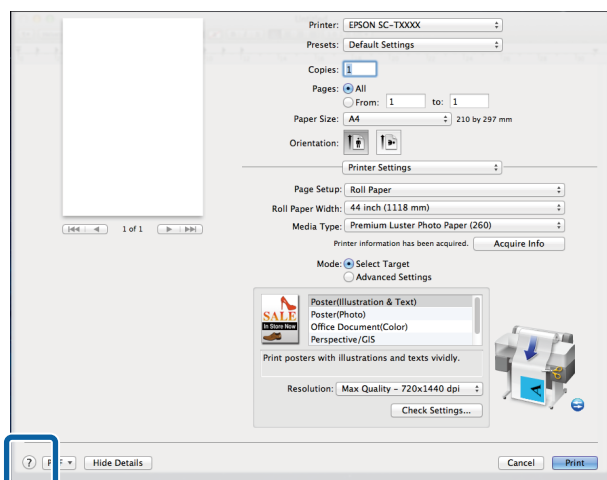 Printer: EPSON SC-TXXXX
Presets: Default Settings
Copies: 1
Pages: All
From: 1 to: 1
Paper Size: A4 210 by 297 mm
Orientation:
Printer Settings
Page Setup: Roll Paper
Roll Paper Width: 44 inch (1118 mm)
1 of 1
Media Type: Premium Luster Photo Paper (260)
Printer information has been acquired. Acquire Info
Mode: Select Target
Advanced Settings
SALE
In Store Now
Poster(Illustration & Text)
Poster(Photo)
Office Document(Color)
Perspective/GIS
Print posters with illustrations and texts vividly.
Resolution: Max Quality - 720x1440 dpi
Check Settings...
A
? Hide Details Cancel Print